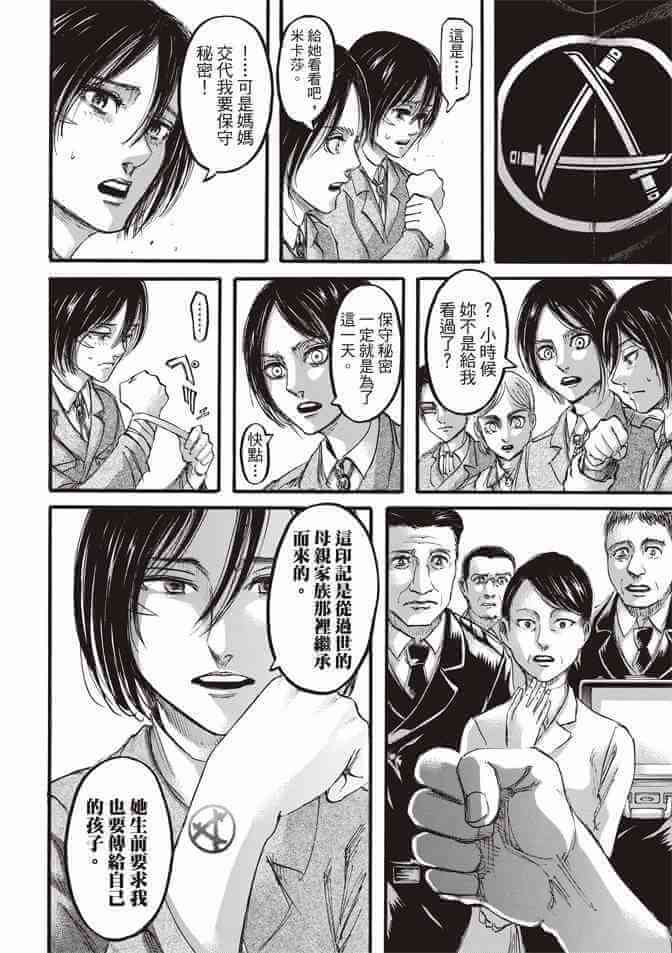 這是⋯⋯！
給她看看吧，
米卡莎。
！⋯⋯可是媽媽
交代我要保守
秘密！
？小時候
妳不是給我
看過了？
保守秘密
一定就是為了
這一天。
快點⋯
⋯⋯⋯
這印記是從過世的
母親家族那裡繼承
而來的。
她生前要求我
也要傳給自己
的孩子。